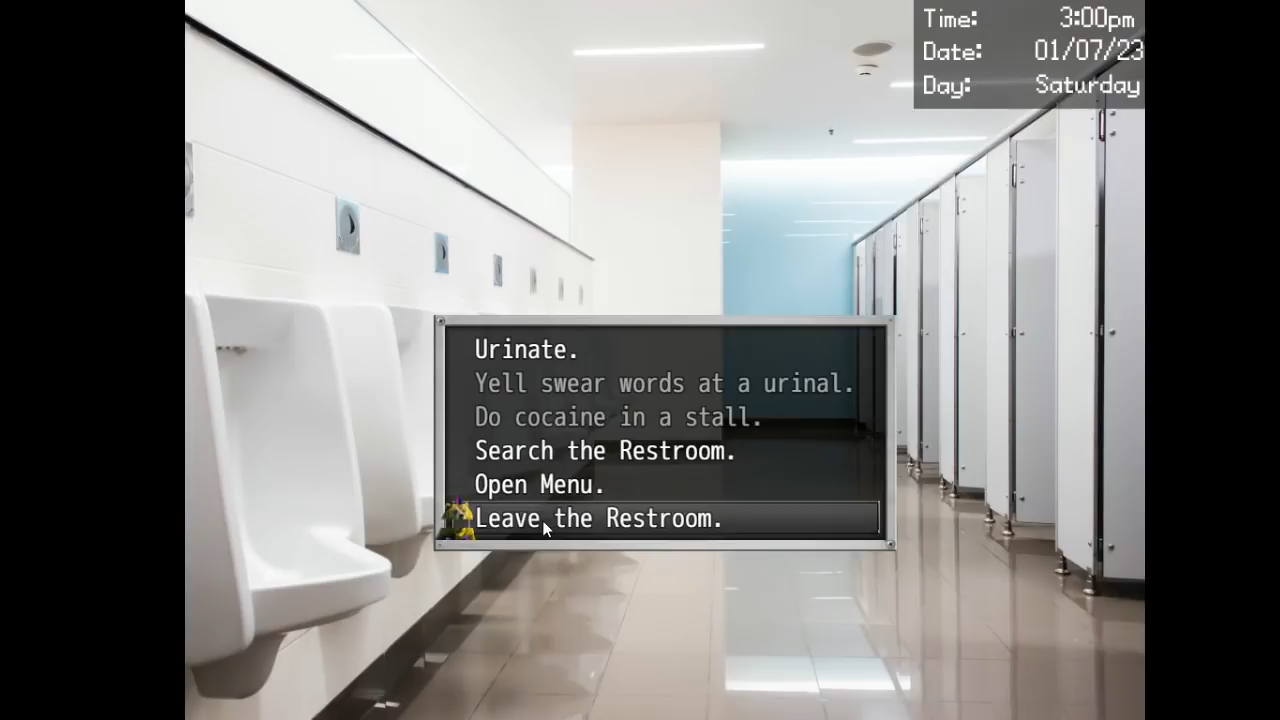 Time: 3:00pm
Date: 01/07/23
Day: Saturday
Urinate.
Yell swear words at a urinal.
Do cocaine in a stall.
Search the Restroom.
Open Menu.
Leave the Restroom.